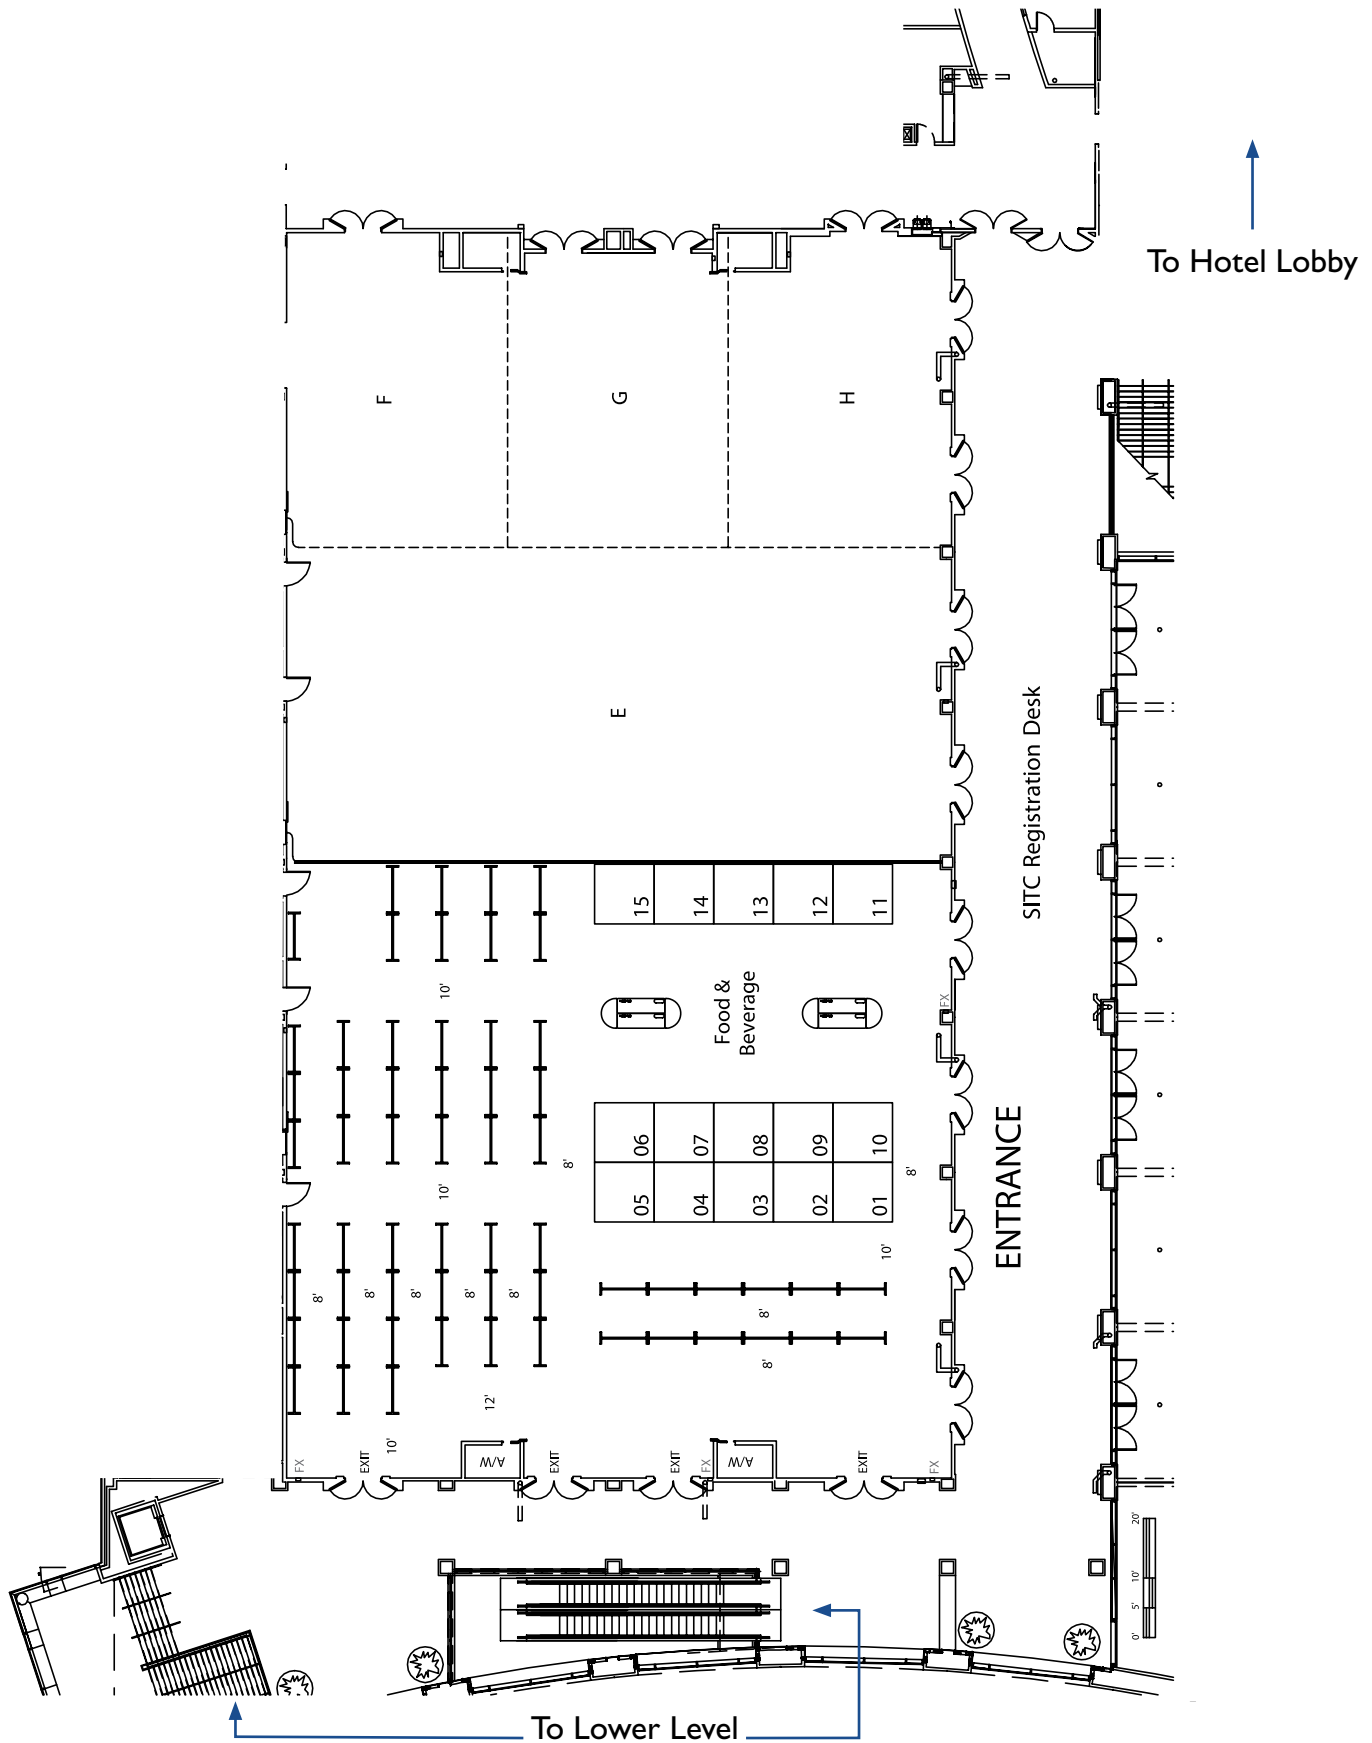 To Hotel Lobby
F
G
H
E
SITC Registration Desk
15
14
13
12
11
10'
Food &
Beverage
FX
06
07
08
09
10
8'
8'
10'
05
04
03
02
01
ENTRANCE
10'
8'
8'
8'
8'
8'
8'
8'
12'
10'
FX
EXIT
A/W
EXIT
EXIT
FX
A/W
EXIT
FX
20'
10'
5'
0'
To Lower Level